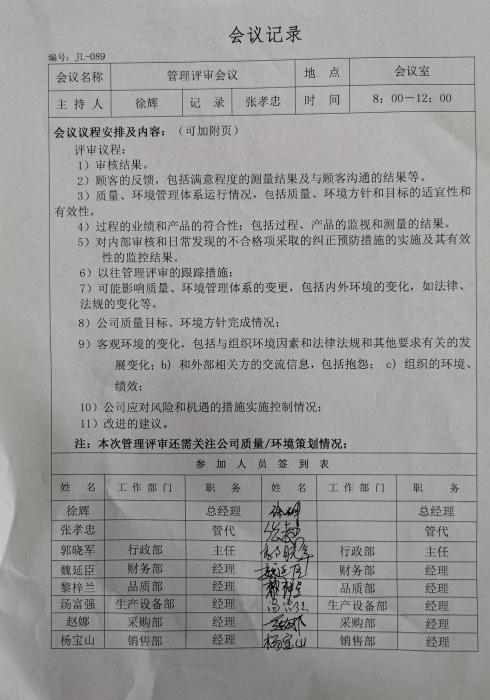 会议记录
编号：JL-089
会议名称 管理评审会议 地 点 会议室
主 持 人 徐辉 记 录 张孝忠 时 间 8：00－12：00
会议议程安排及内容：（可加附页）
评审议程：
1）审核结果。
2）顾客的反馈，包括满意程度的测量结果及与顾客沟通的结果等。
3）质量、环境管理体系运行情况，包括质量、环境方针和目标的适宜性和
有效性。
4）过程的业绩和产品的符合性；包括过程、产品的监视和测量的结果。
5）对内部审核和日常发现的不合格项采取的纠正预防措施的实施及其有效
性的监控结果。
6）以往管理评审的跟踪措施；
7）可能影响质量、环境管理体系的变更，包括内外环境的变化，如法律、
法规的变化等。
8）公司质量目标、环境方针完成情况；
9）客观环境的变化，包括与组织环境因素和法律法规和其他要求有关的发
展变化；b）和外部相关方的交流信息，包括抱怨； c）组织的环境、
绩效；
10）公司应对风险和机遇的措施实施控制情况；
11）改进的建议。
注：本次管理评审还需关注公司质量/环境策划情况；
参 加 人 员 签 到 表
姓 名 工作部门 职 务 姓 名 工作部门 职 务
徐辉 总经理 徐辉 总经理
张孝忠 管代 管代
郭晓军 行政部 主任 郭晓军 行政部 主任
魏延臣 财务部 经理 魏延臣 财务部 经理
黎梓兰 品质部 经理 品质部 经理
汤富强 生产设备部 经理 生产设备部 经理
赵娜 采购部 经理 赵娜 采购部 经理
杨宝山 销售部 经理 杨宝山 销售部 经理